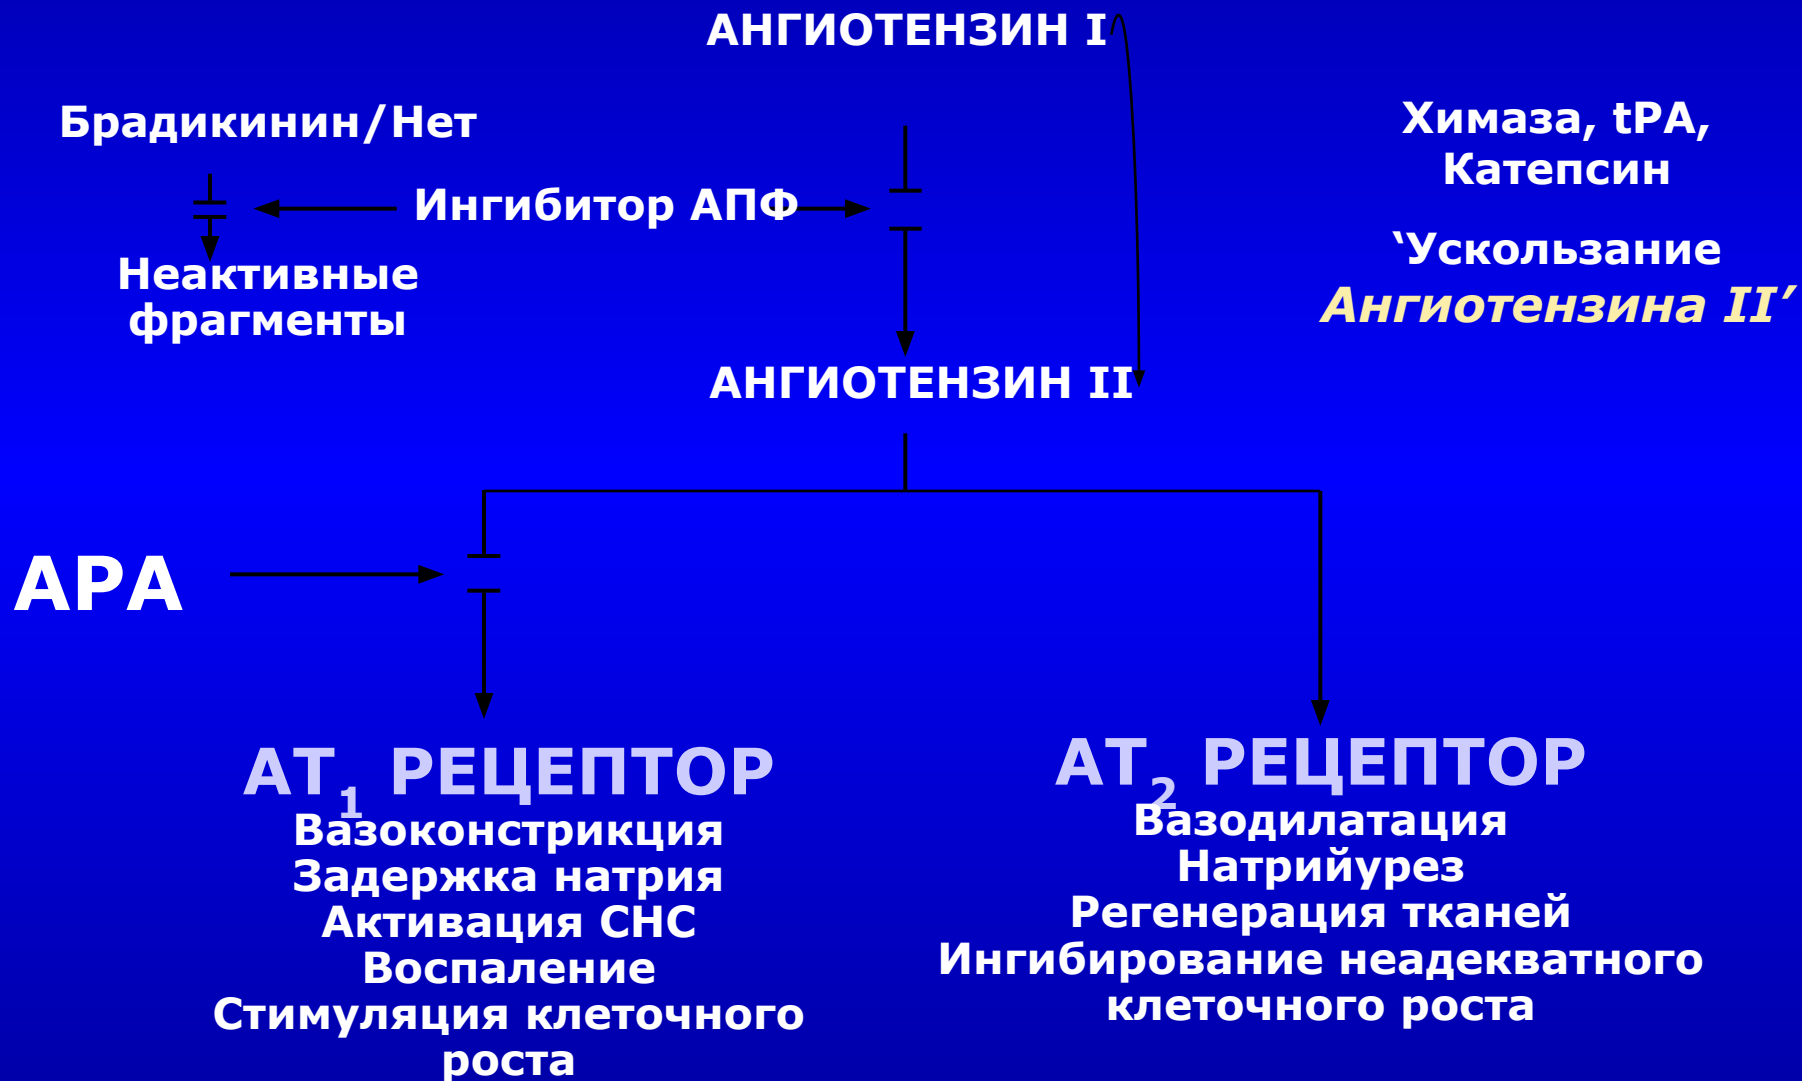 АНГИОТЕНЗИН I
Брадикинин/Нет
Химаза, tPA,
Катепсин
Ингибитор АПФ
‘Ускользание
Ангиотензина II’
Неактивные
фрагменты
АНГИОТЕНЗИН II
АРА
АТ1 РЕЦЕПТОР
Вазоконстрикция
Задержка натрия
Активация СНС
Воспаление
Стимуляция клеточного
роста
АТ2 РЕЦЕПТОР
Вазодилатация
Натрийурез
Регенерация тканей
Ингибирование неадекватного
клеточного роста